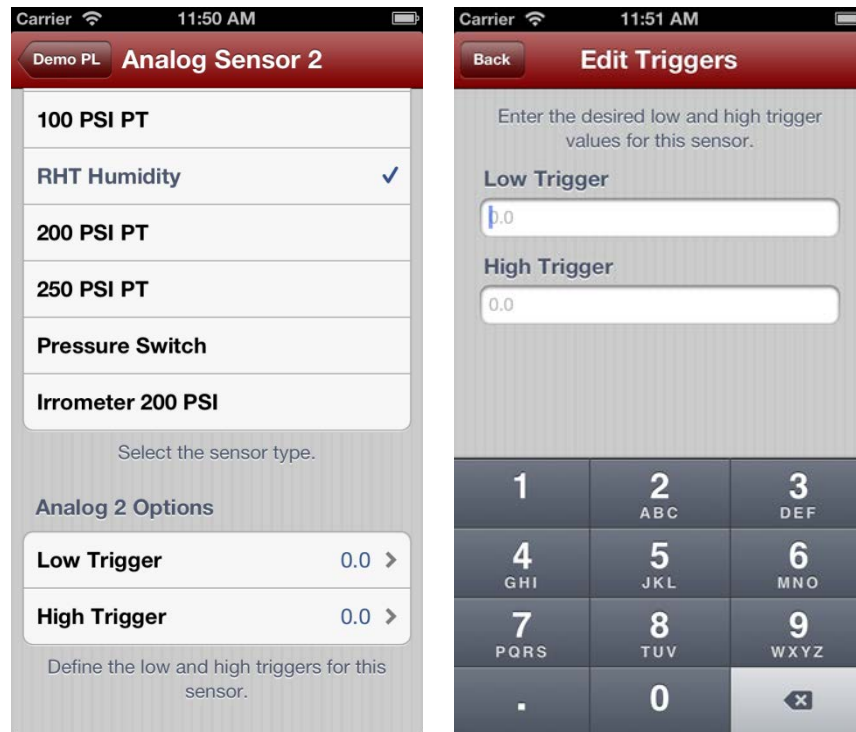 Carrier 11:50 AM
Demo PL Analog Sensor 2
100 PSI PT
RHT Humidity
200 PSI PT
250 PSI PT
Pressure Switch
Irrometer 200 PSI
Select the sensor type.
Analog 2 Options
Low Trigger 0.0
High Trigger 0.0
Define the low and high triggers for this
sensor.
Carrier 11:51 AM
Back Edit Triggers
Enter the desired low and high trigger
values for this sensor.
Low Trigger
0.0
High Trigger
0.0
1 2 3
ABC DEF
4 5 6
GHI JKL MNO
7 8 9
PQRS TUV WXYZ
. 0